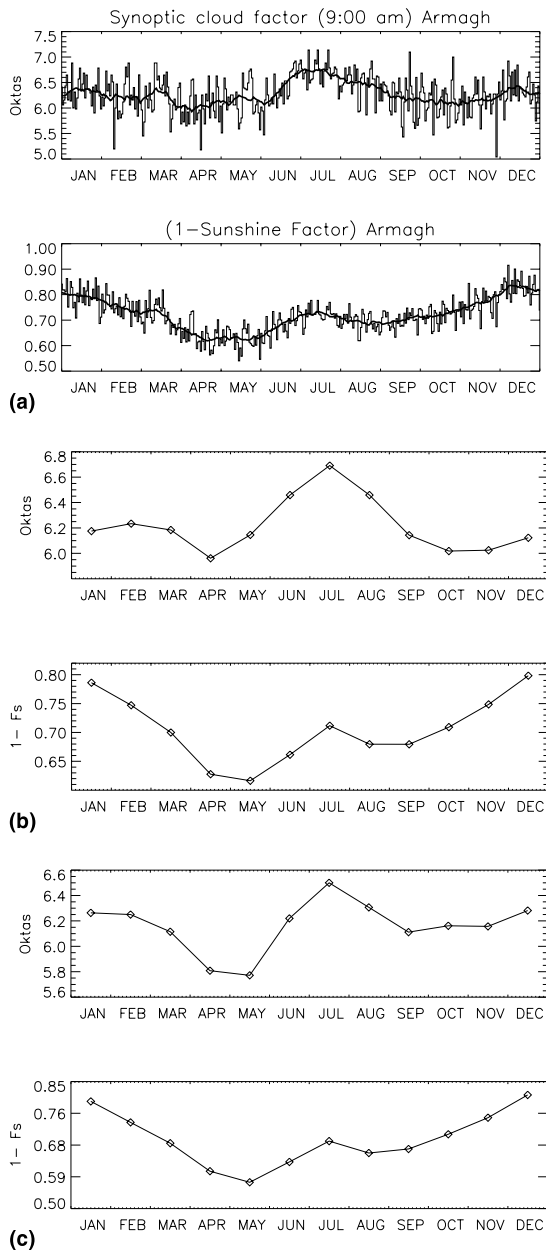 Synoptic cloud factor (9:00 am) Armagh
7.5
7.0
6.5
6.0
5.5
5.0
Oktas
JAN FEB MAR APR MAY JUN JUL AUG SEP OCT NOV DEC
(1-Sunshine Factor) Armagh
1.00
0.90
0.80
0.70
0.60
0.50
JAN FEB MAR APR MAY JUN JUL AUG SEP OCT NOV DEC
(a)
6.8
6.6
6.4
6.2
6.0
Oktas
JAN FEB MAR APR MAY JUN JUL AUG SEP OCT NOV DEC
0.80
0.75
0.70
0.65
1- Fs
JAN FEB MAR APR MAY JUN JUL AUG SEP OCT NOV DEC
(b)
6.6
6.4
6.2
6.0
5.8
5.6
Oktas
JAN FEB MAR APR MAY JUN JUL AUG SEP OCT NOV DEC
0.85
0.76
0.68
0.59
0.50
1- Fs
JAN FEB MAR APR MAY JUN JUL AUG SEP OCT NOV DEC
(c)